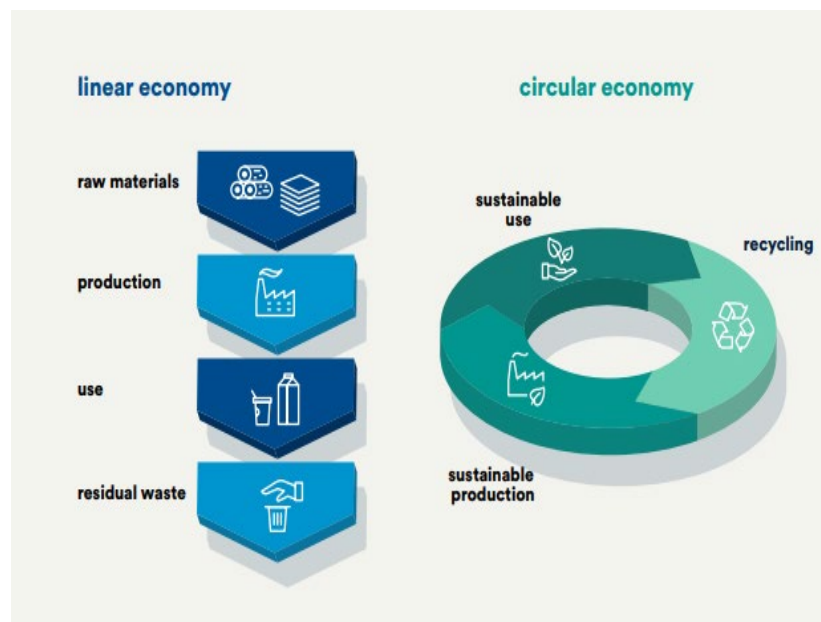 linear economy
raw materials
production
use
residual waste
circular economy
sustainable
use
recycling
sustainable
production